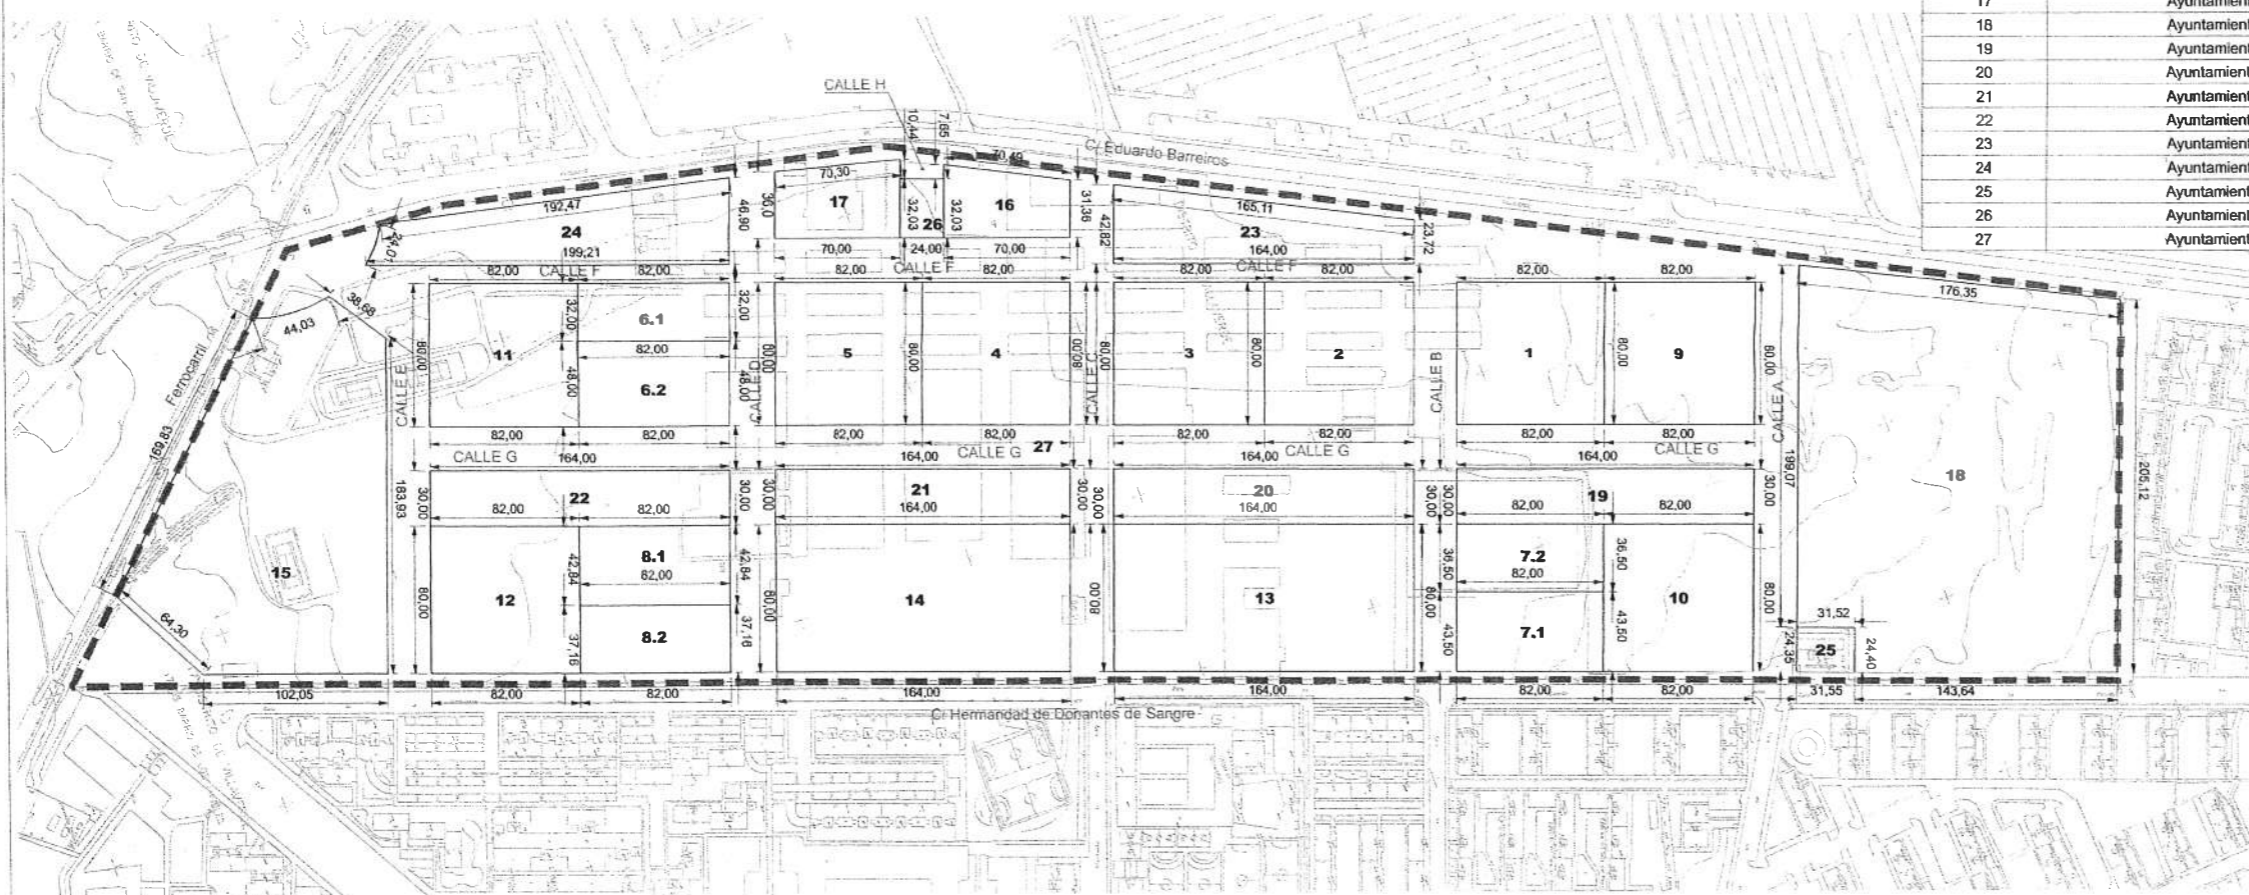 17 Ayuntamient
18 Ayuntamient
19 Ayuntamient
20 Ayuntamient
21 Ayuntamient
22 Ayuntamient
23 Ayuntamient
24 Ayuntamient
25 Ayuntamient
26 Ayuntamient
27 Ayuntamient
CALLE H
10,44 7,65
C/ Eduardo Barreiros
70,30 70,49
192,47 46,90 36,0 17 32,03 26 32,03 16 31,36 42,82 165,11 23,72
24 23
24,01 199,21 70,00 24,00 70,00 164,00
82,00 CALLE F 82,00 82,00 CALLE F 82,00 82,00 CALLE F 82,00 82,00 82,00
176,35
38,68
44,03
32,00 6.1 32,00
82,00
11 5 4 3 2 1 9
80,00 48,00 6.2 48,00 80,00 80,00 80,00 80,00 80,00 80,00 80,00
Ferrocarril
CALLE E CALLE D CALLE C CALLE B CALLE A
82,00 82,00 82,00 82,00 82,00 82,00 82,00 82,00
CALLE G 164,00 164,00 CALLE G 27 164,00 CALLE G 164,00 CALLE G
169,83 183,93 199,07 18 205,12
30,00 22 30,00 30,00 21 30,00 30,00 20 30,00 30,00 19 30,00
82,00 82,00 164,00 164,00 82,00 82,00
42,84 8.1 42,84 36,50 7.2 36,50
82,00 82,00
15 12 14 13 10
80,00 80,00 80,00 80,00 80,00
64,30
37,16 8.2 37,16 43,50 7.1 43,50
31,52
24,35 25 24,40
102,05 82,00 82,00 164,00 164,00 82,00 82,00 31,55 143,64
C/ Hermandad de Donantes de Sangre